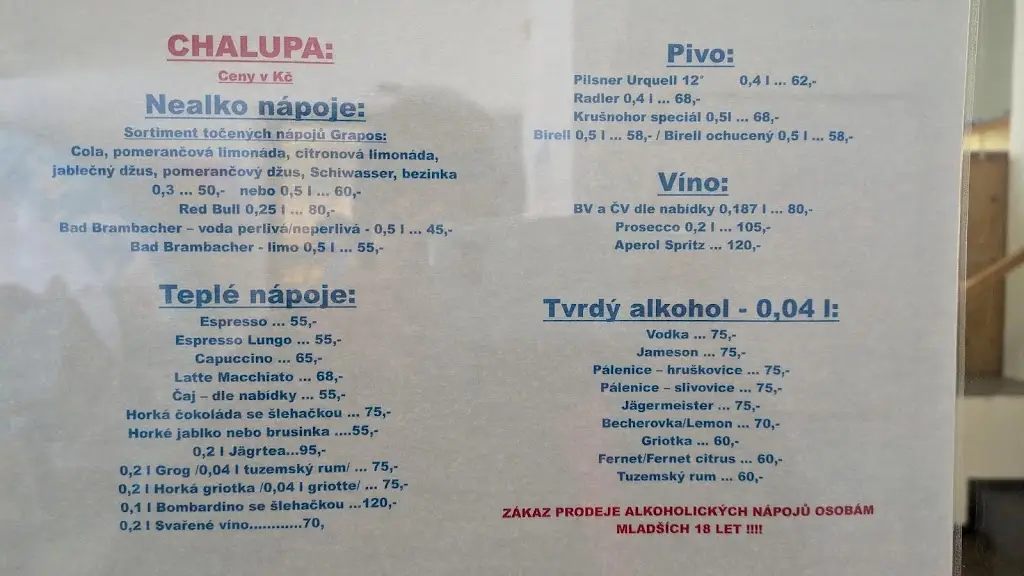 CHALUPA:
Ceny v Kč
Nealko nápoje:
Sortiment točených nápojů Grapos:
Cola, pomerančová limonáda, citronová limonáda,
jablečný džus, pomerančový džus, Schiwasser, bezinka
0,3 ... 50,- nebo 0,5 l ... 60,-
Red Bull 0,25 l ... 80,-
Bad Brambacher – voda perlivá/neperlivá - 0,5 l ... 45,-
Bad Brambacher - limo 0,5 l ... 55,-
Teplé nápoje:
Espresso ... 55,-
Espresso Lungo ... 55,-
Capuccino ... 65,-
Latte Macchiato ... 68,-
Čaj – dle nabídky ... 55,-
Horká čokoláda se šlehačkou ... 75,-
Horké jablko nebo brusinka ....55,-
0,2 l Jägrtea...95,-
0,2 l Grog /0,04 l tuzemský rum/ ... 75,-
0,2 l Horká griotka /0,04 l griotte/ ... 75,-
0,1 l Bombardino se šlehačkou ...120,-
0,2 l Svařené víno............70,
Pivo:
Pilsner Urquell 12° 0,4 l ... 62,-
Radler 0,4 l ... 68,-
Krušnohor speciál 0,5l ... 68,-
Birell 0,5 l ... 58,- / Birell ochucený 0,5 l ... 58,-
Víno:
BV a ČV dle nabídky 0,187 l ... 80,-
Prosecco 0,2 l ... 105,-
Aperol Spritz ... 120,-
Tvrdý alkohol - 0,04 l:
Vodka ... 75,-
Jameson ... 75,-
Pálenice – hruškovice ... 75,-
Pálenice – slivovice ... 75,-
Jägermeister ... 75,-
Becherovka/Lemon ... 70,-
Griotka ... 60,-
Fernet/Fernet citrus ... 60,-
Tuzemský rum ... 60,-
ZÁKAZ PRODEJE ALKOHOLICKÝCH NÁPOJŮ OSOBÁM
MLADŠÍCH 18 LET !!!!